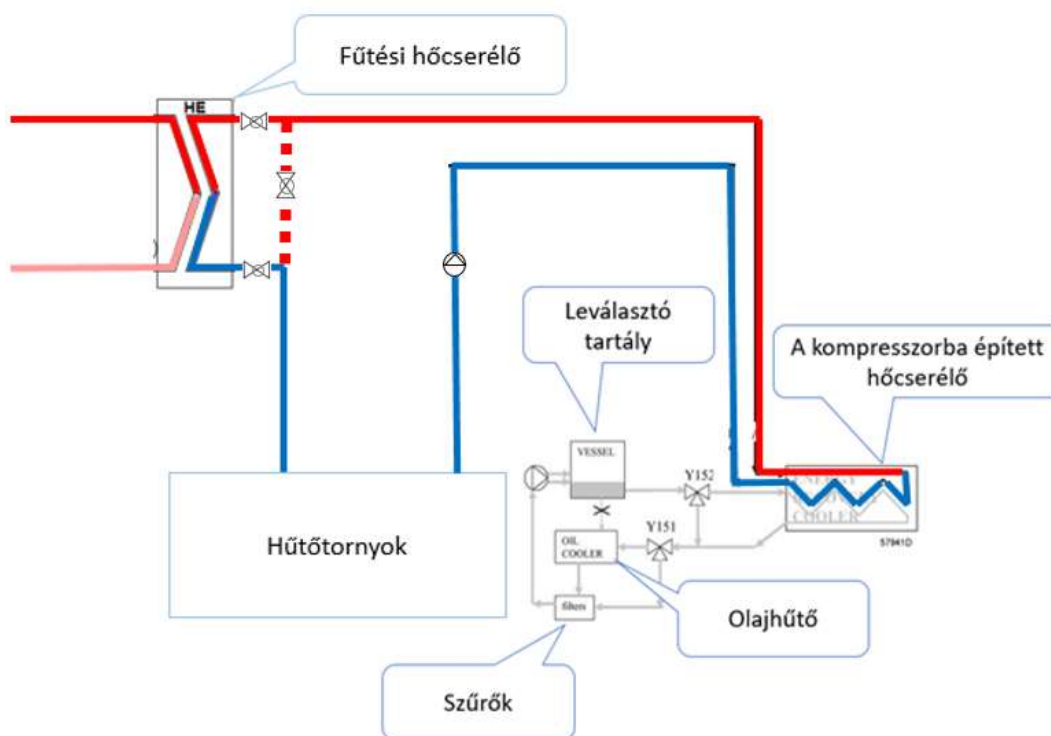 Fűtési hőcserélő
HE
Leválasztó
tartály
A kompresszorba épített
hőcserélő
VESSEL
Y152
ENERGY
COOLER
57941D
Y151
OIL
COOLER
Hűtőtornyok
filters
Olajhűtő
Szűrők